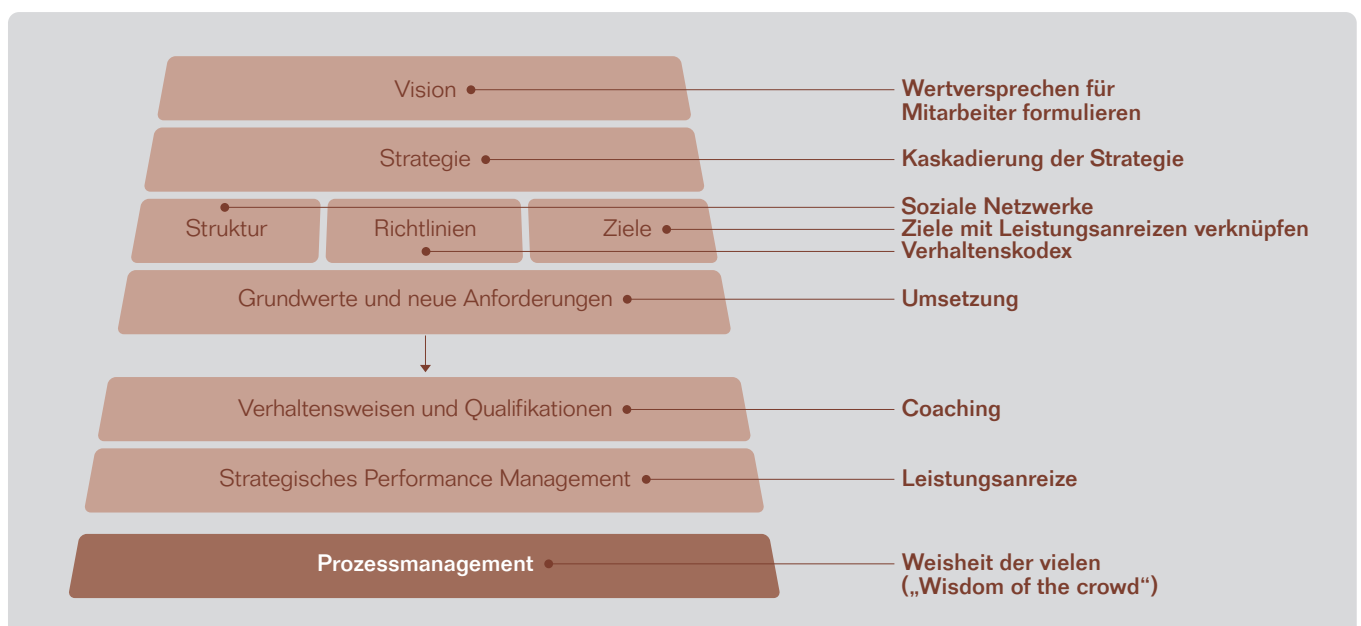 Vision
Wertversprechen für
Mitarbeiter formulieren
Strategie
Kaskadierung der Strategie
Struktur
Richtlinien
Ziele
Soziale Netzwerke
Ziele mit Leistungsanreizen verknüpfen
Verhaltenskodex
Grundwerte und neue Anforderungen
Umsetzung
Verhaltensweisen und Qualifikationen
Coaching
Strategisches Performance Management
Leistungsanreize
Prozessmanagement
Weisheit der vielen
(„Wisdom of the crowd“)